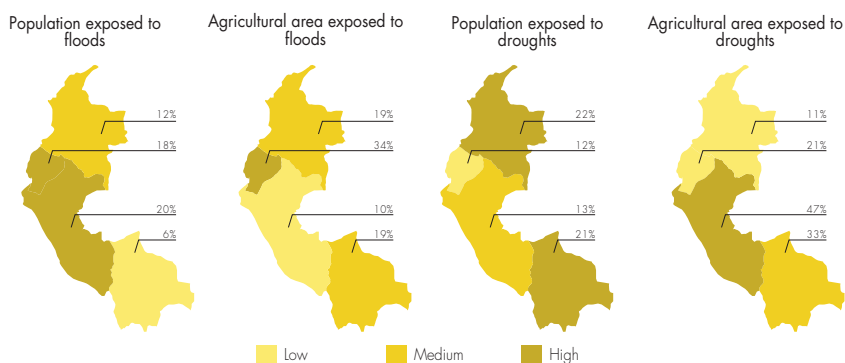 Population exposed to
floods
Agricultural area exposed to
floods
Population exposed to
droughts
Agricultural area exposed to
droughts
12%
18%
20%
6%
19%
34%
10%
19%
22%
12%
13%
21%
11%
21%
47%
33%
Low
Medium
High